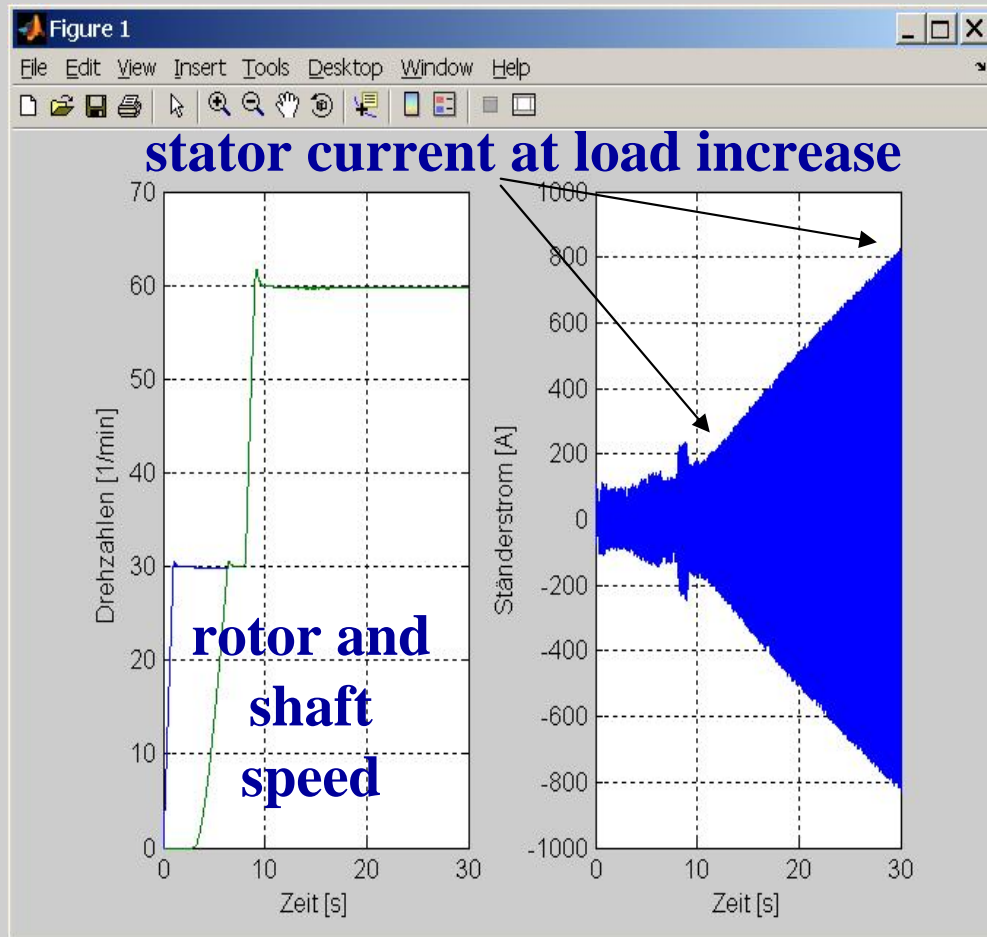 Figure 1
File Edit View Insert Tools Desktop Window Help
stator current at load increase
70
60
50
40
30
20
10
0
Drehzahlen [1/min]
0 10 20 30
Zeit [s]
rotor and
shaft
speed
1000
800
600
400
200
0
-200
-400
-600
-800
-1000
Ständerstrom [A]
0 10 20 30
Zeit [s]